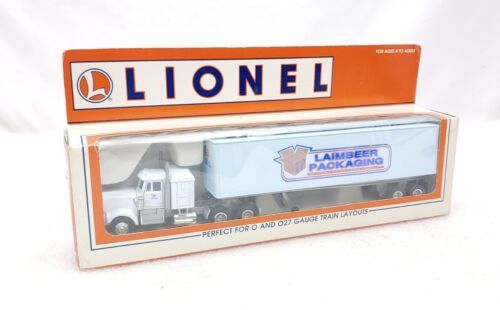 FOR AGES 8 TO ADULT
L LIONEL
LAIMBEER
PACKAGING
PERFECT FOR O AND O27 GAUGE TRAIN LAYOUTS